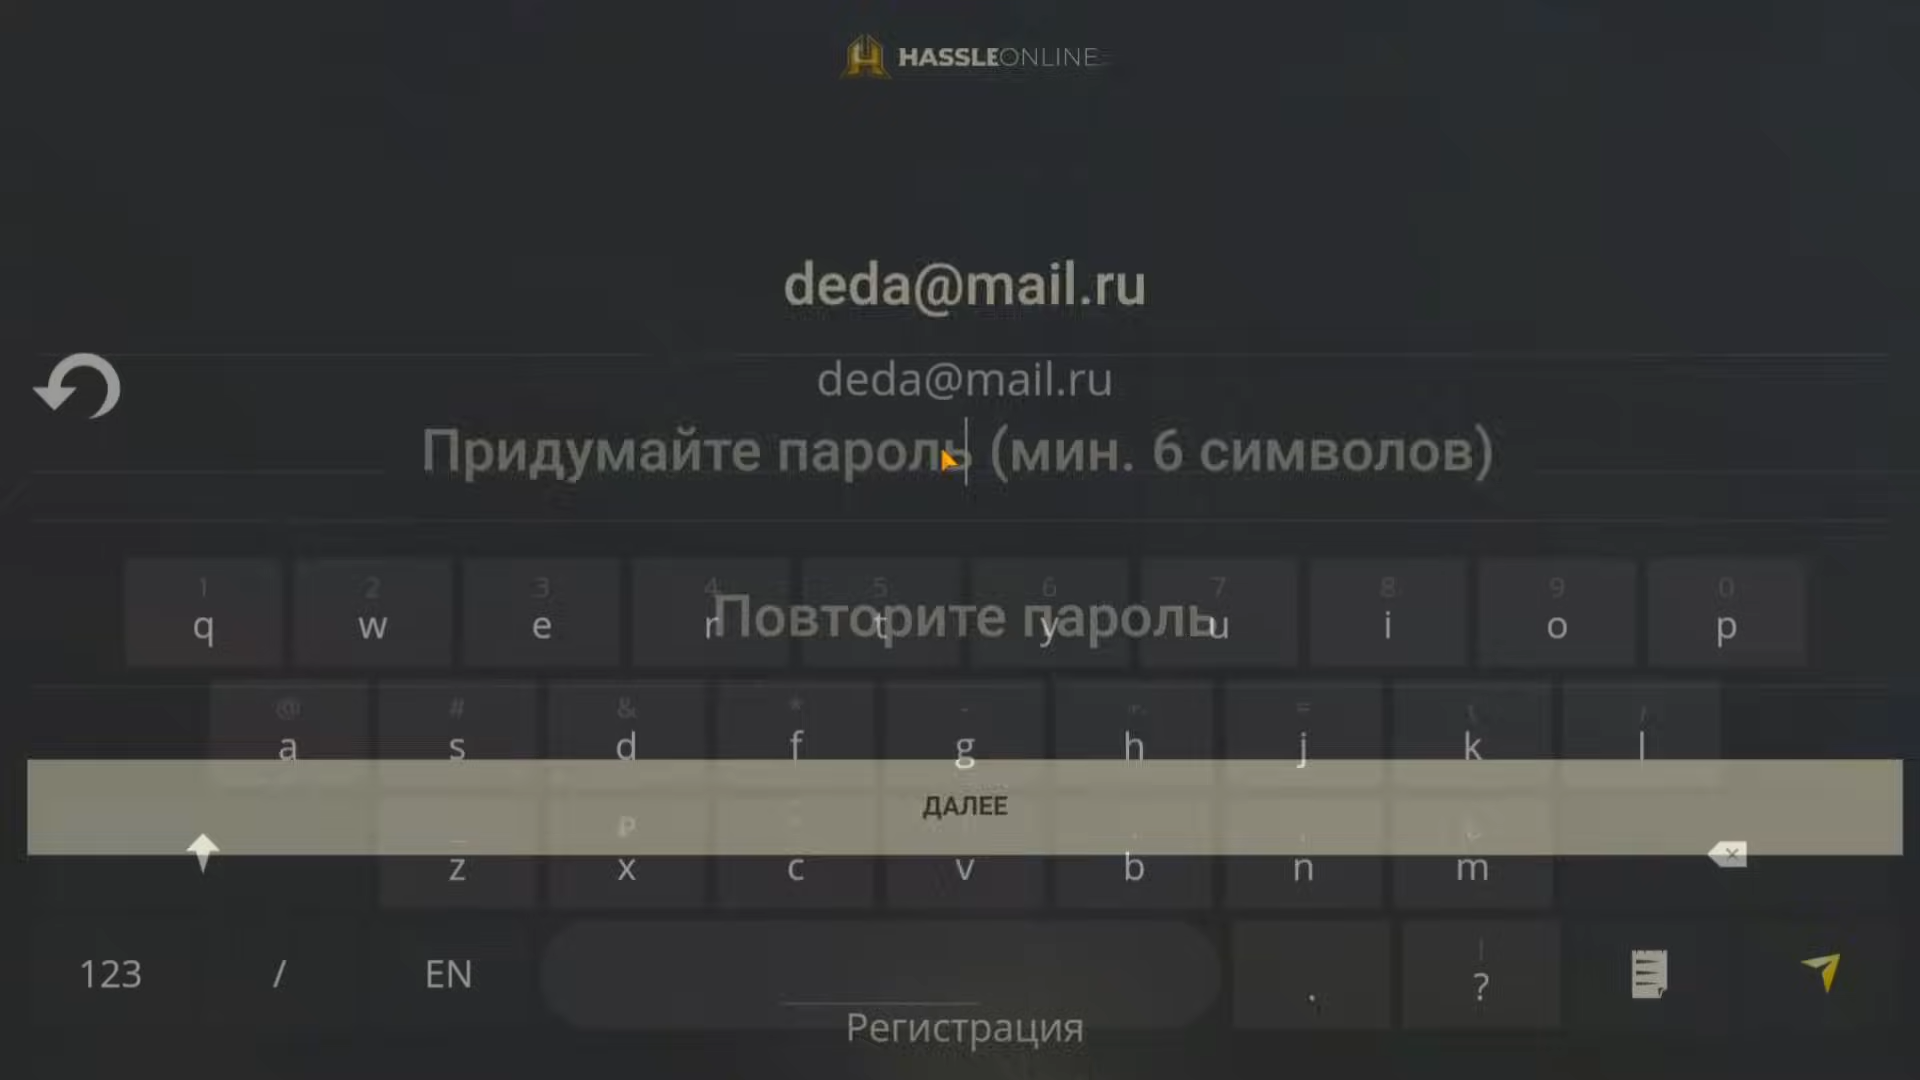 HASSLEONLINE
deda@mail.ru
deda@mail.ru
Придумайте пароль (мин. 6 символов)
1 2 3 4 5 6 7 8 9 0
q w e r t y u i o p
Повторите пароль
@ # & * - + = (
a s d f g h j k l
ДАЛЕЕ
z x c v b n m
123 / EN . ?
Регистрация